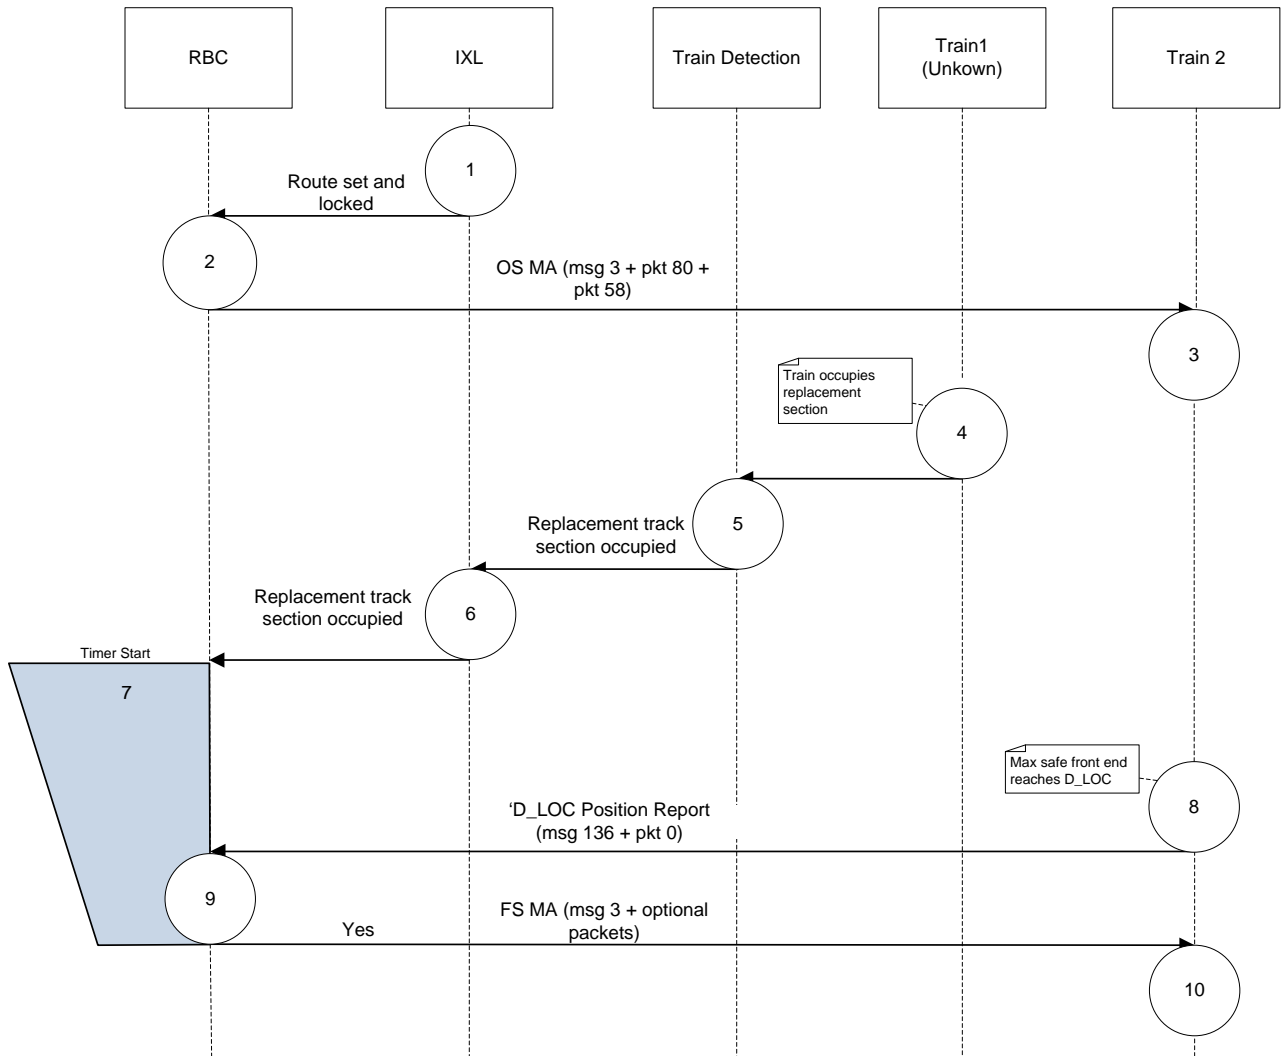 RBC
IXL
Train Detection
Train1
(Unkown)
Train 2
1
Route set and
locked
2
OS MA (msg 3 + pkt 80 +
pkt 58)
3
Train occupies
replacement
section
4
5
Replacement track
section occupied
6
Replacement track
section occupied
Timer Start
7
Max safe front end
reaches D_LOC
8
‘D_LOC Position Report
(msg 136 + pkt 0)
9
Yes
FS MA (msg 3 + optional
packets)
10